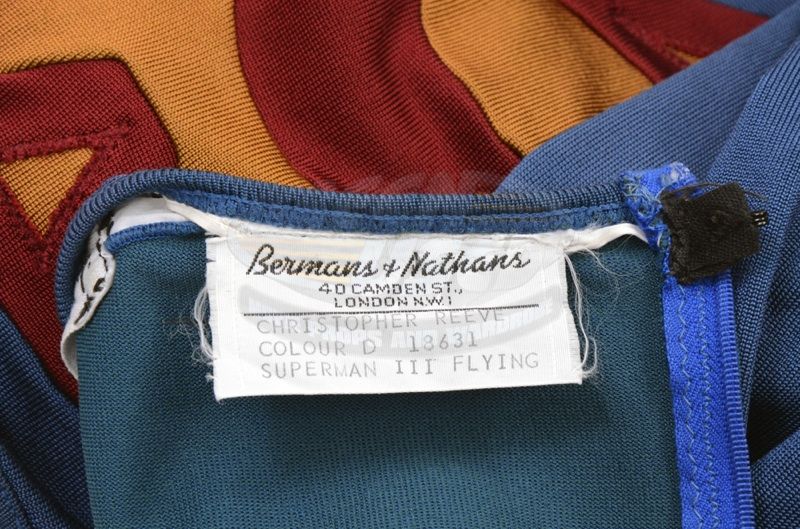 Bermans & Nathans
40 CAMDEN ST.,
LONDON N.W.1
CHRISTOPHER REEVE
COLOUR D 13631
SUPERMAN III FLYING